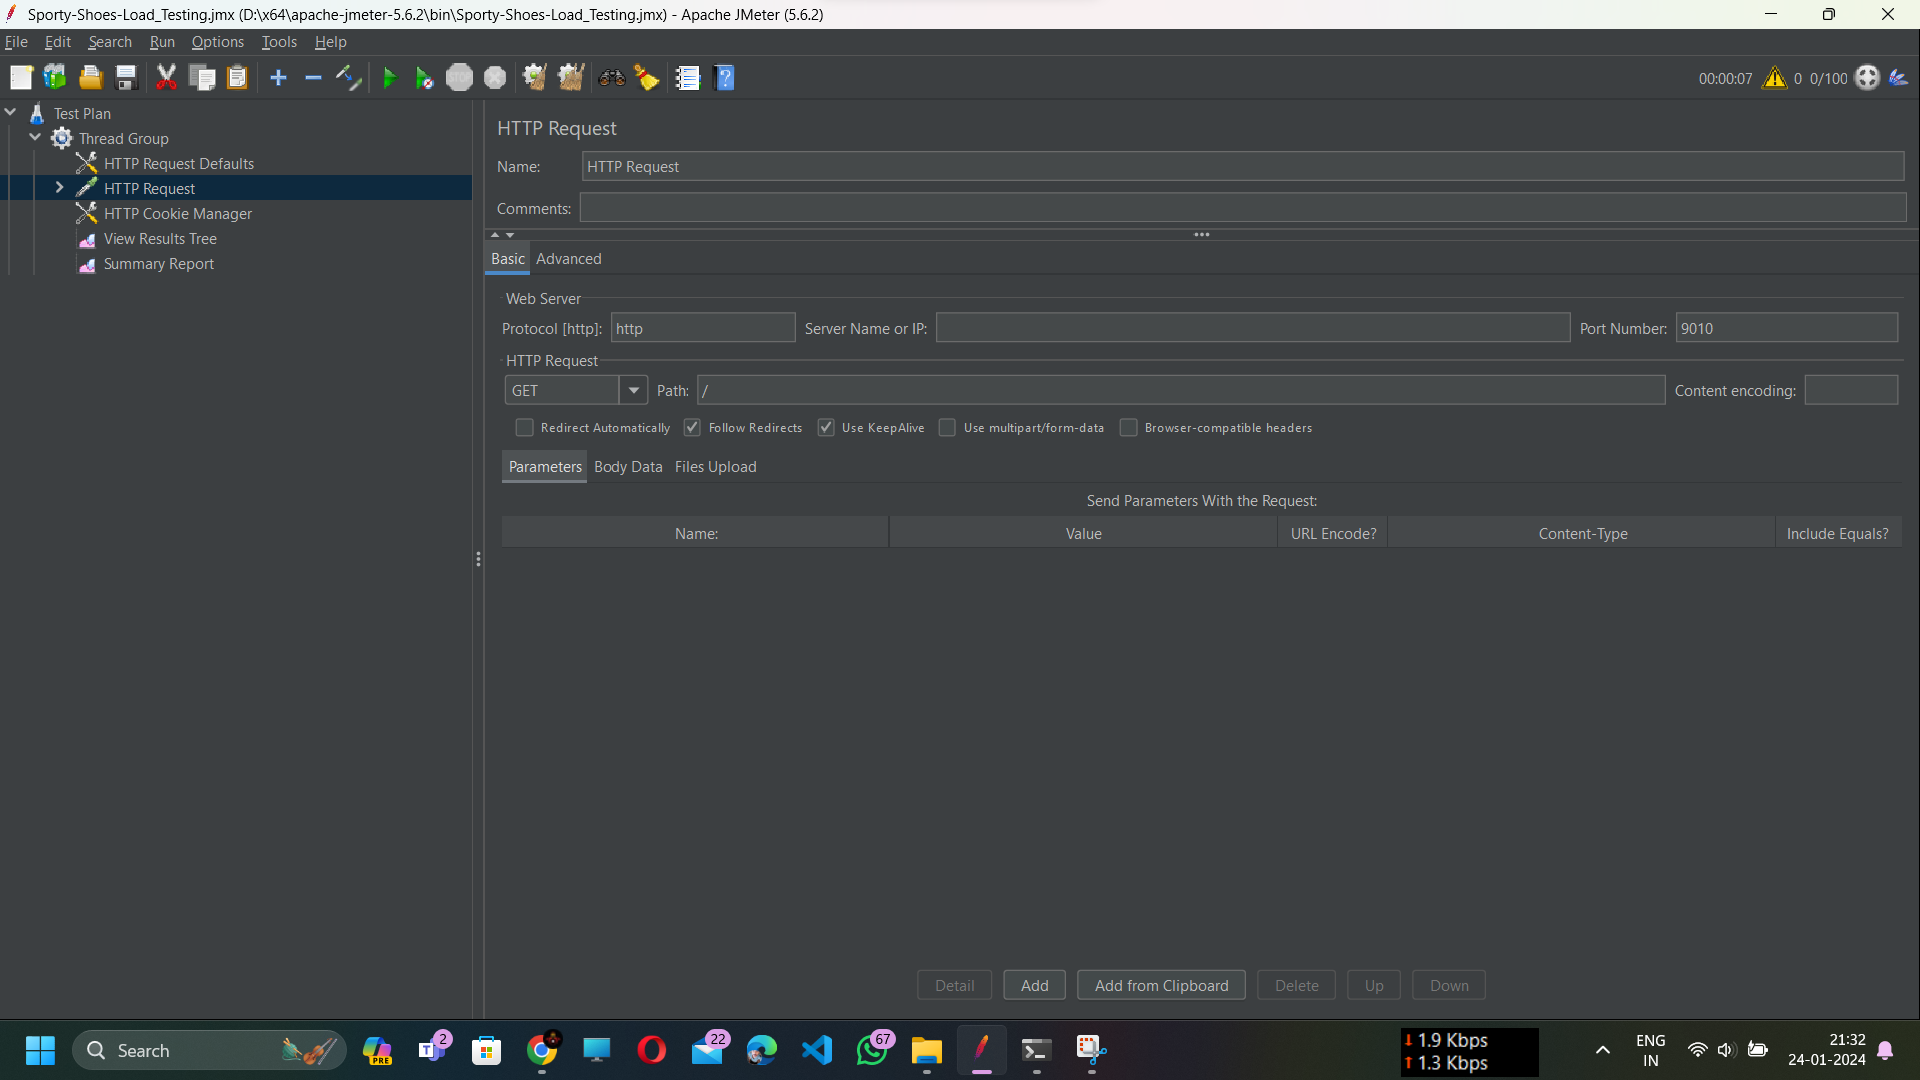 Sporty-Shoes-Load_Testing.jmx (D:\x64\apache-jmeter-5.6.2\bin\Sporty-Shoes-Load_Testing.jmx) - Apache JMeter (5.6.2)
File Edit Search Run Options Tools Help
STOP
00:00:07 0 0/100
Test Plan
Thread Group
HTTP Request Defaults
HTTP Request
HTTP Cookie Manager
View Results Tree
Summary Report
HTTP Request
Name: HTTP Request
Comments:
Basic Advanced
Web Server
Protocol [http]: http Server Name or IP: Port Number: 9010
HTTP Request
GET Path: / Content encoding:
Redirect Automatically Follow Redirects Use KeepAlive Use multipart/form-data Browser-compatible headers
Parameters Body Data Files Upload
Send Parameters With the Request:
Name: Value URL Encode? Content-Type Include Equals?
Detail Add Add from Clipboard Delete Up Down
Search PRE 2 22 67
1.9 Kbps
1.3 Kbps
ENG
IN
21:32
24-01-2024